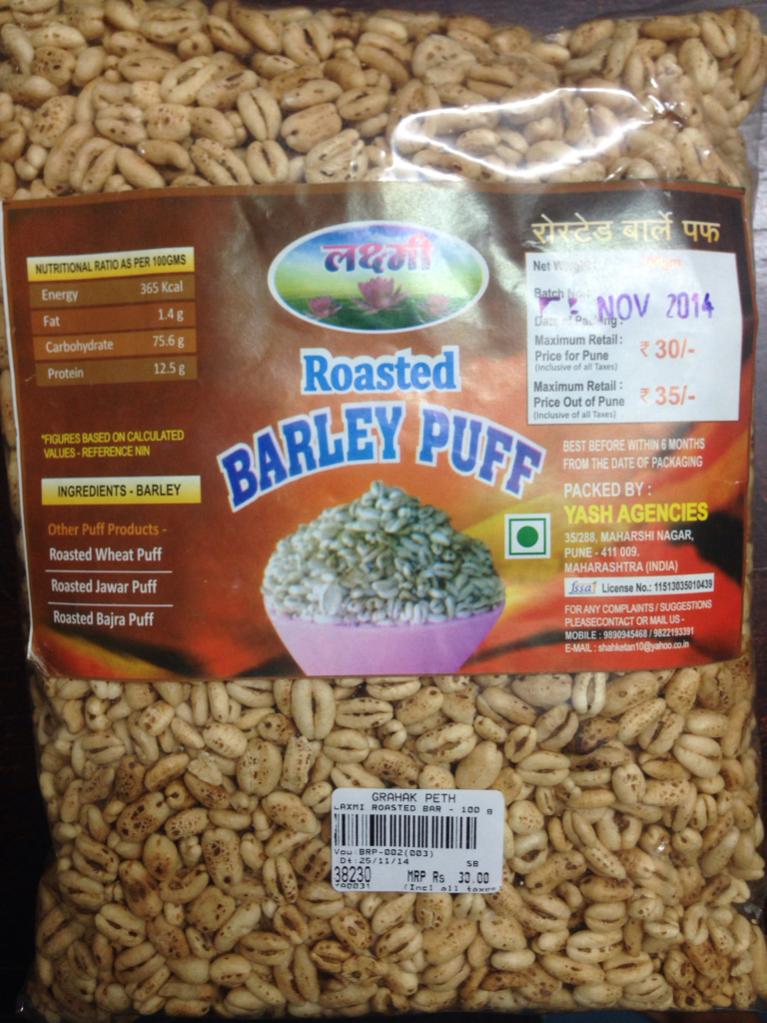 NUTRITIONAL RATIO AS PER 100GMS
Energy 365 Kcal
Fat 1.4 g
Carbohydrate 75.6 g
Protein 12.5 g
*FIGURES BASED ON CALCULATED
VALUES - REFERENCE NIN
INGREDIENTS - BARLEY
Other Puff Products -
Roasted Wheat Puff
Roasted Jawar Puff
Roasted Bajra Puff
लक्ष्मी
Roasted
BARLEY PUFF
रोस्टेड बार्ले पफ
Net
Batch
NOV 2014
Maximum Retail :
Price for Pune ₹ 30/-
(Inclusive of all Taxes)
Maximum Retail :
Price Out of Pune ₹ 35/-
(Inclusive of all Taxes)
BEST BEFORE WITHIN 6 MONTHS
FROM THE DATE OF PACKAGING
PACKED BY :
YASH AGENCIES
35/288, MAHARSHI NAGAR,
PUNE - 411 009.
MAHARASHTRA (INDIA)
fssai License No.: 11513035010439
FOR ANY COMPLAINTS / SUGGESTIONS
PLEASECONTACT OR MAIL US -
MOBILE : 9890945468 / 9822193391
E-MAIL : shahketan10@yahoo.co.in
GRAHAK PETH
LAXMI ROASTED BAR - 100 g
Vou:BRP-002(003)
Dt:25/11/14 SB
38230 MRP Rs 30.00
(Incl all taxes